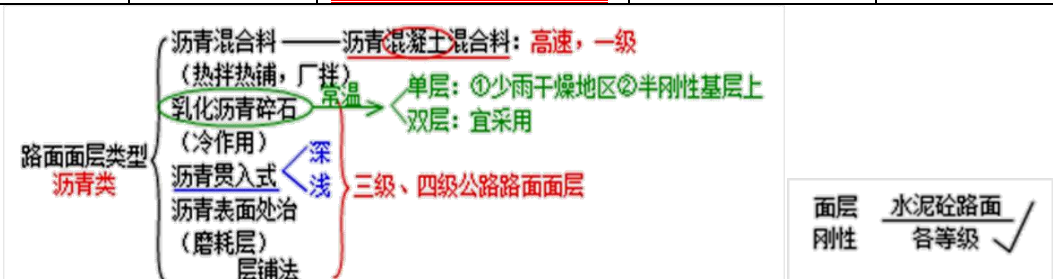 沥青混合料 —— 沥青混凝土混合料：高速，一级
（热拌热铺，厂拌）
常温
单层：①少雨干燥地区②半刚性基层上
乳化沥青碎石
双层：宜采用
（冷作用）
路面面层类型
沥青类
深
沥青贯入式
浅
三级、四级公路路面面层
沥青表面处治
（磨耗层）
层铺法
面层 水泥砼路面
刚性 各等级